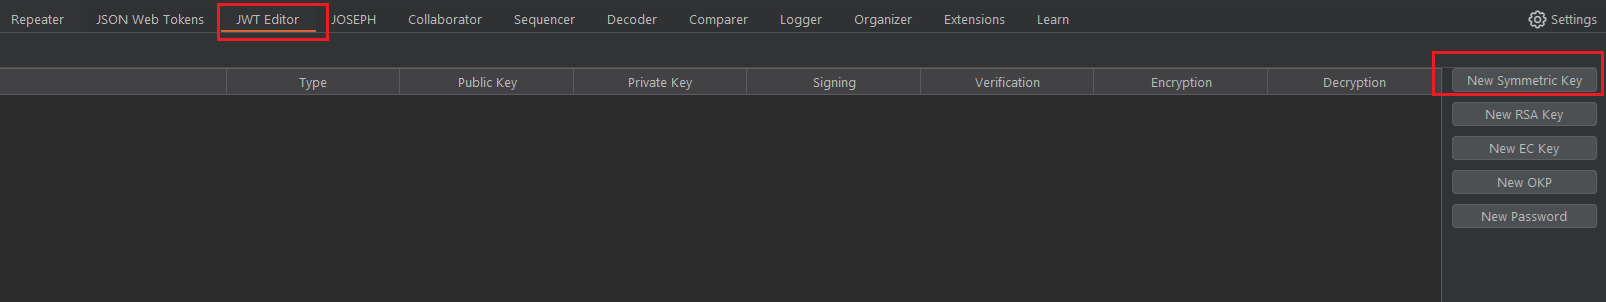 Repeater JSON Web Tokens JWT Editor JOSEPH Collaborator Sequencer Decoder Comparer Logger Organizer Extensions Learn Settings
Type Public Key Private Key Signing Verification Encryption Decryption
New Symmetric Key
New RSA Key
New EC Key
New OKP
New Password